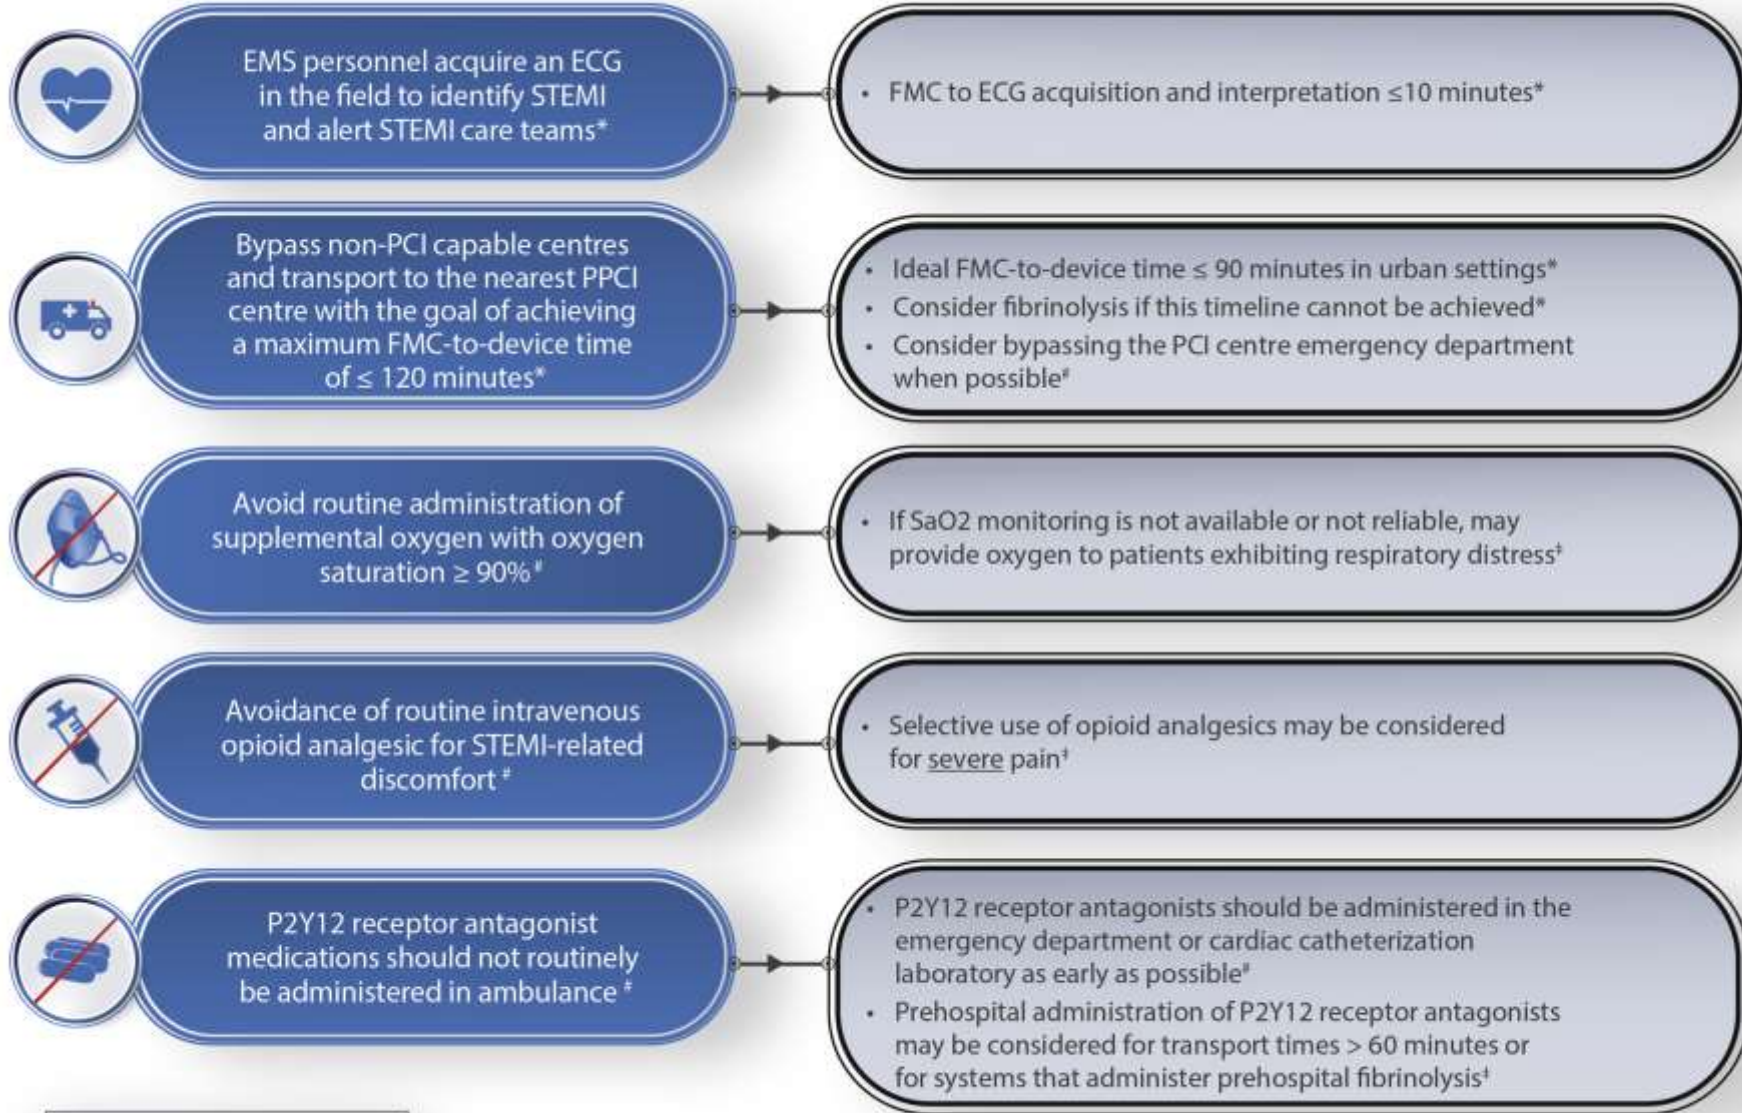 EMS personnel acquire an ECG
in the field to identify STEMI
and alert STEMI care teams*
• FMC to ECG acquisition and interpretation ≤10 minutes*
Bypass non-PCI capable centres
and transport to the nearest PPCI
centre with the goal of achieving
a maximum FMC-to-device time
of ≤ 120 minutes*
• Ideal FMC-to-device time ≤ 90 minutes in urban settings*
• Consider fibrinolysis if this timeline cannot be achieved*
• Consider bypassing the PCI centre emergency department
when possible#
Avoid routine administration of
supplemental oxygen with oxygen
saturation ≥ 90%#
• If SaO2 monitoring is not available or not reliable, may
provide oxygen to patients exhibiting respiratory distress‡
Avoidance of routine intravenous
opioid analgesic for STEMI-related
discomfort #
• Selective use of opioid analgesics may be considered
for severe pain‡
P2Y12 receptor antagonist
medications should not routinely
be administered in ambulance #
• P2Y12 receptor antagonists should be administered in the
emergency department or cardiac catheterization
laboratory as early as possible#
• Prehospital administration of P2Y12 receptor antagonists
may be considered for transport times > 60 minutes or
for systems that administer prehospital fibrinolysis‡